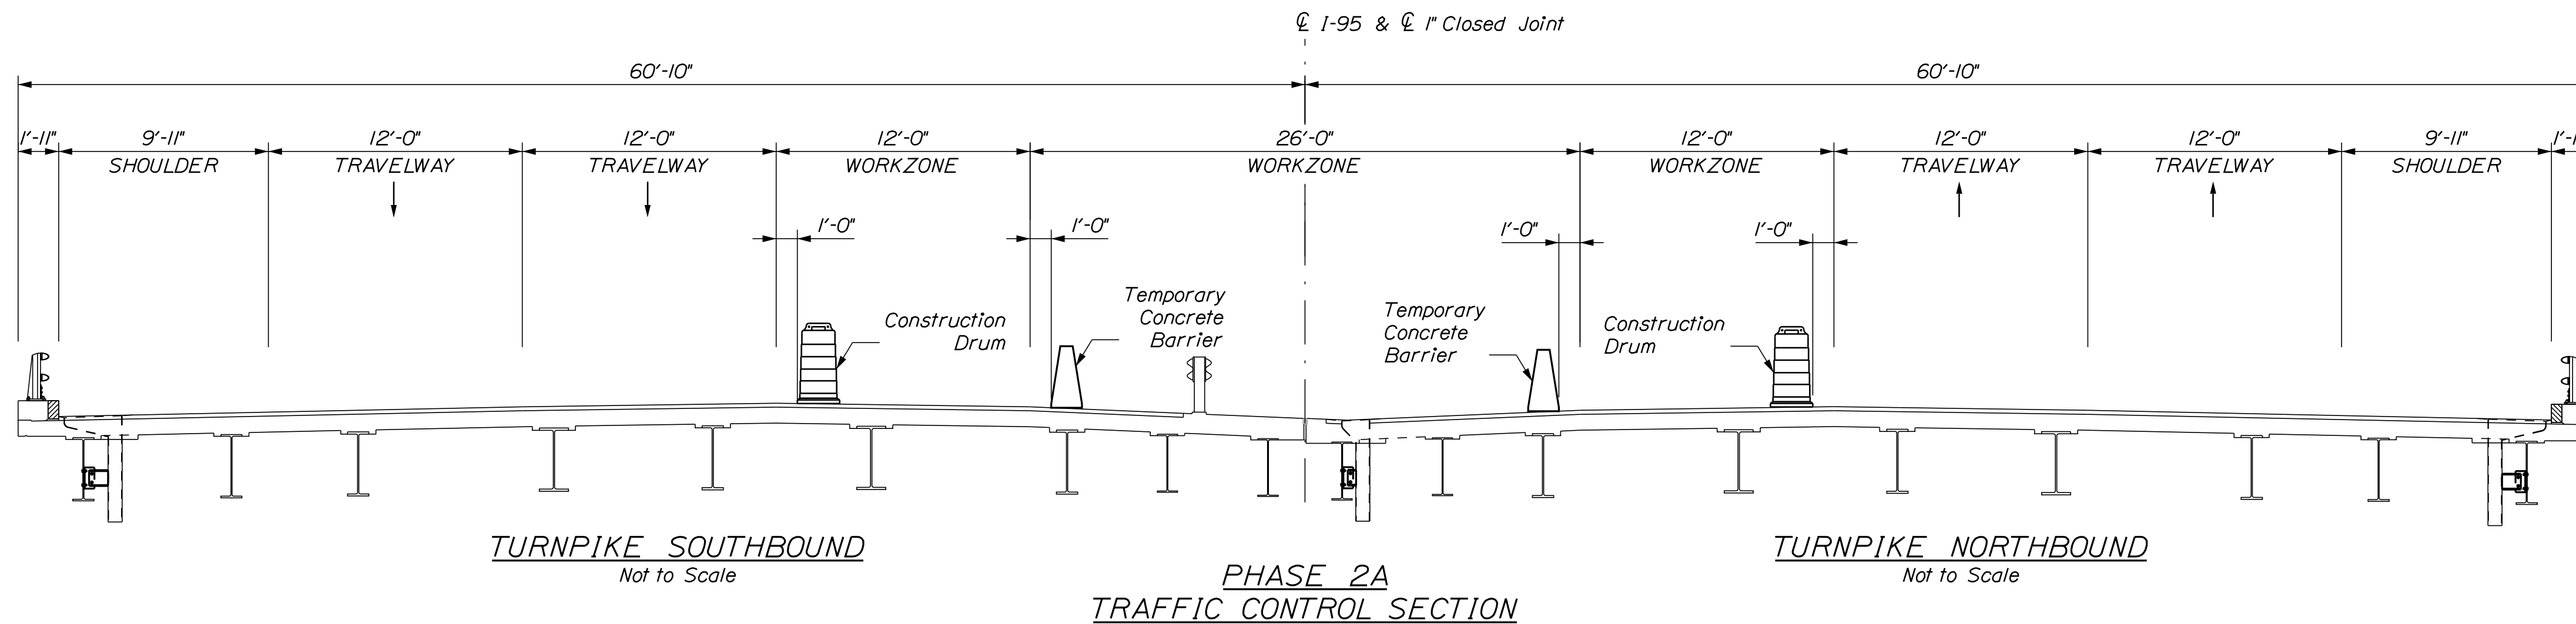 ℄ I-95 & ℄ 1" Closed Joint
60'-10" 60'-10"
1'-11" 9'-11" 12'-0" 12'-0" 12'-0" 26'-0" 12'-0" 12'-0" 12'-0" 9'-11"
SHOULDER TRAVELWAY TRAVELWAY WORKZONE WORKZONE WORKZONE TRAVELWAY TRAVELWAY SHOULDER
1'-0" 1'-0" 1'-0" 1'-0"
Construction
Drum
Temporary
Concrete
Barrier
Temporary
Concrete
Barrier
Construction
Drum
TURNPIKE SOUTHBOUND
Not to Scale
TURNPIKE NORTHBOUND
Not to Scale
PHASE 2A
TRAFFIC CONTROL SECTION